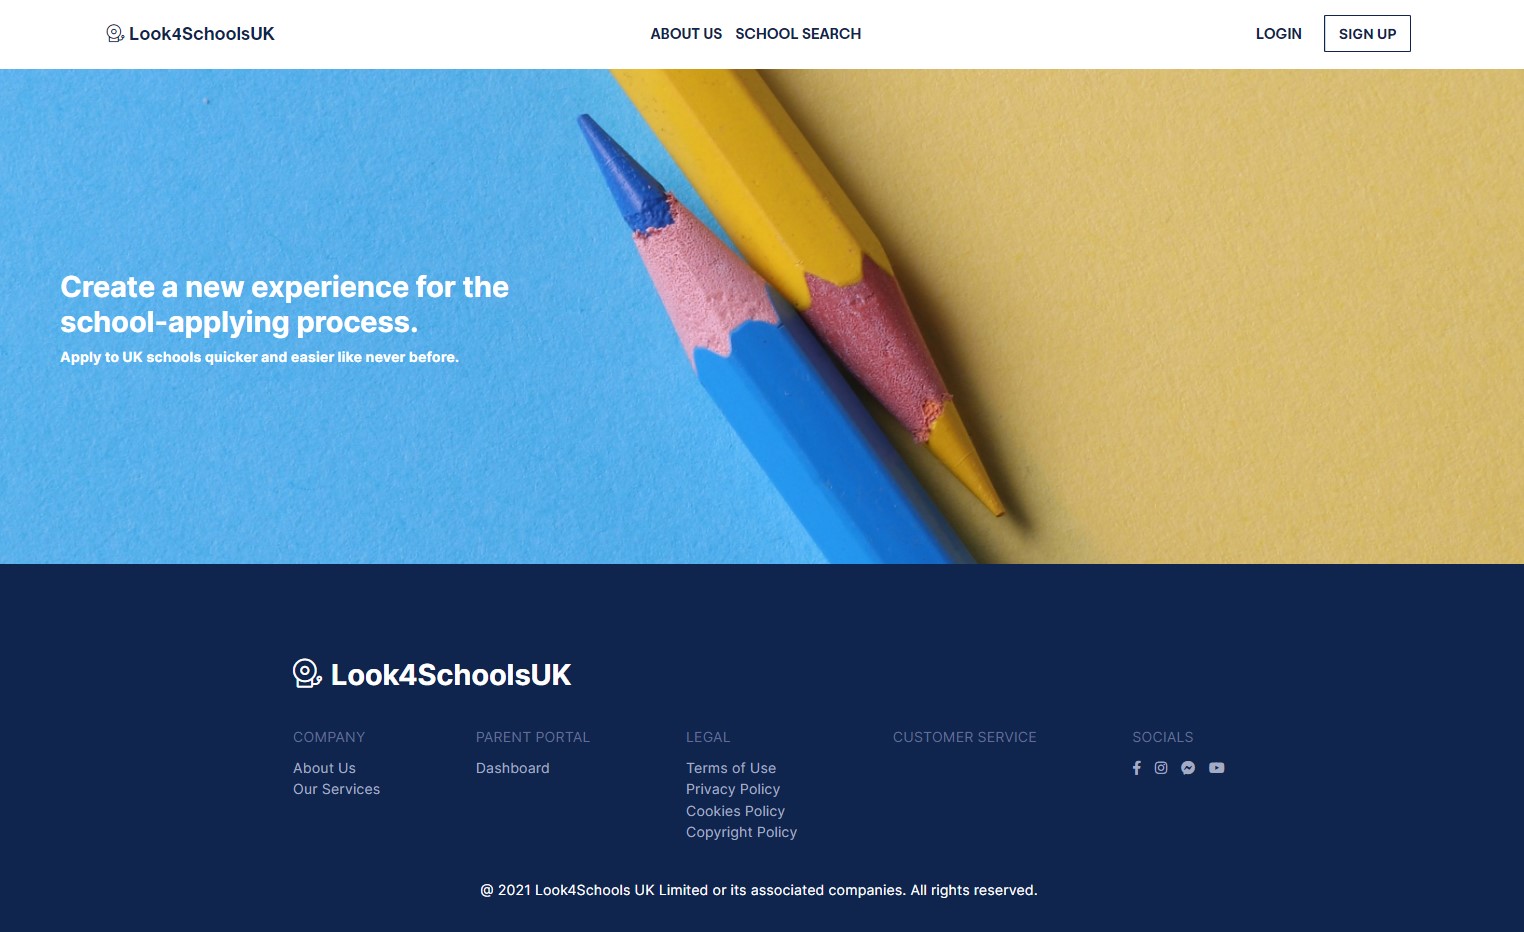 Look4SchoolsUK
ABOUT US SCHOOL SEARCH
LOGIN SIGN UP
Create a new experience for the
school-applying process.
Apply to UK schools quicker and easier like never before.
Look4SchoolsUK
COMPANY
About Us
Our Services
PARENT PORTAL
Dashboard
LEGAL
Terms of Use
Privacy Policy
Cookies Policy
Copyright Policy
CUSTOMER SERVICE
SOCIALS
@ 2021 Look4Schools UK Limited or its associated companies. All rights reserved.